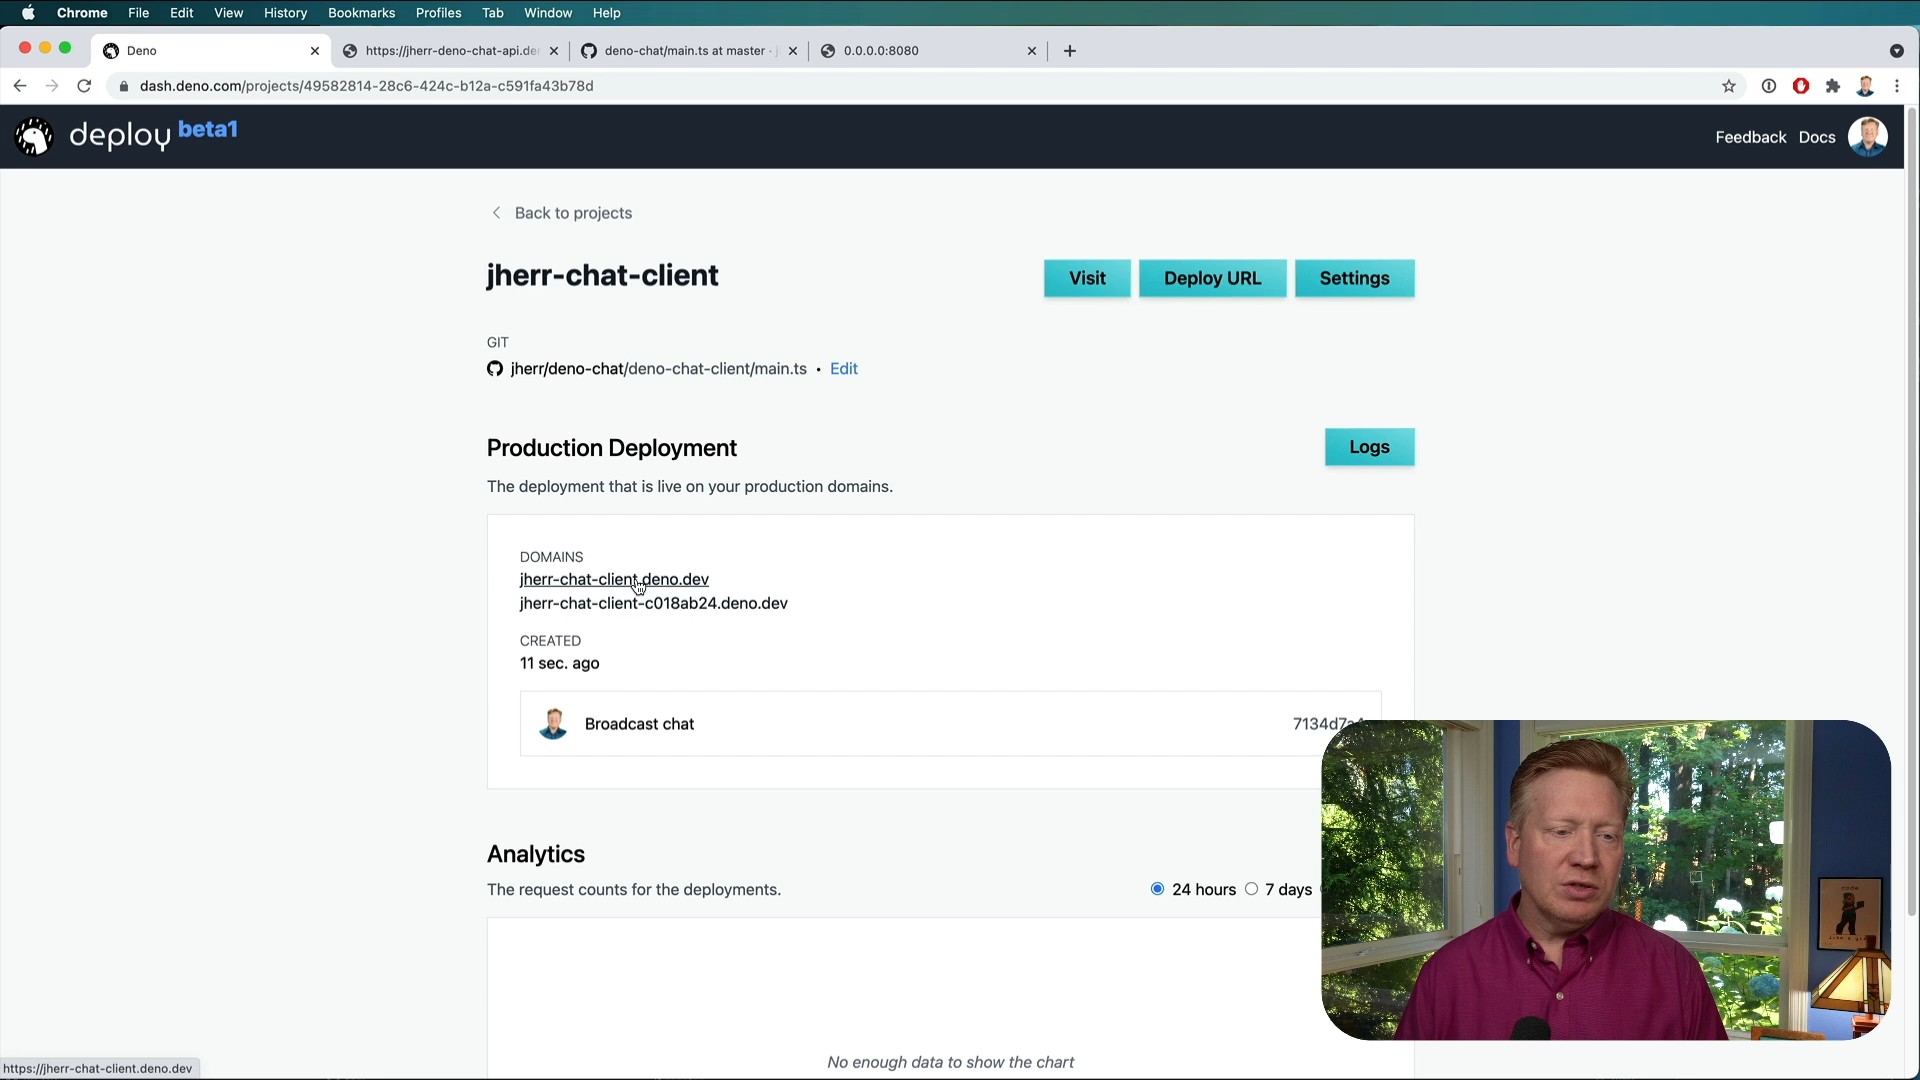 Chrome File Edit View History Bookmarks Profiles Tab Window Help
Deno https://jherr-deno-chat-api.de deno-chat/main.ts at master · 0.0.0.0:8080
dash.deno.com/projects/49582814-28c6-424c-b12a-c591fa43b78d
deploy beta1 Feedback Docs
Back to projects
jherr-chat-client Visit Deploy URL Settings
GIT
jherr/deno-chat/deno-chat-client/main.ts • Edit
Production Deployment Logs
The deployment that is live on your production domains.
DOMAINS
jherr-chat-client.deno.dev
jherr-chat-client-c018ab24.deno.dev
CREATED
11 sec. ago
Broadcast chat 7134d7a
Analytics
The request counts for the deployments. 24 hours 7 days
code
No enough data to show the chart
https://jherr-chat-client.deno.dev